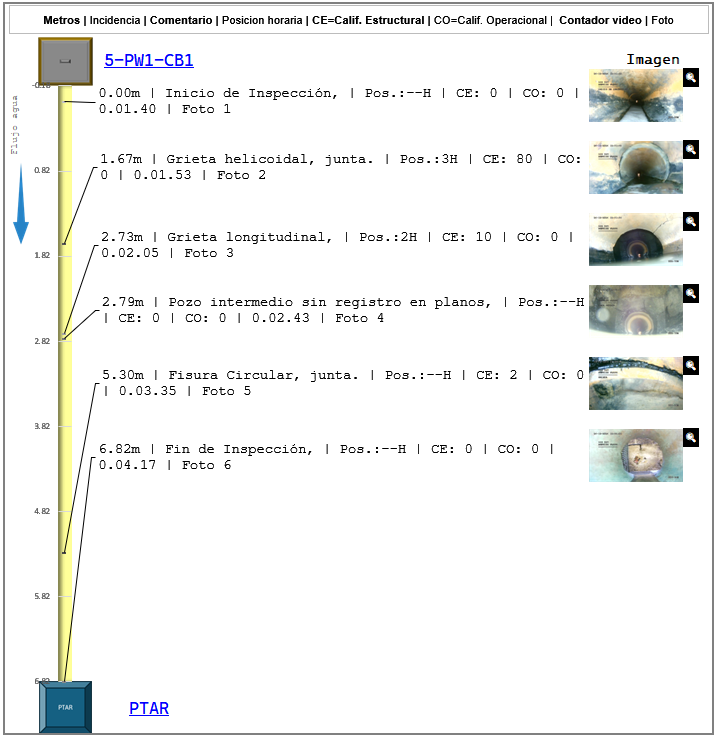 Metros | Incidencia | Comentario | Posicion horaria | CE=Calif. Estructural | CO=Calif. Operacional | Contador video | Foto
5-PW1-CB1
Imagen
0.00m | Inicio de Inspección, | Pos.:--H | CE: 0 | CO: 0 |
0.01.40 | Foto 1
Flujo agua
1.67m | Grieta helicoidal, junta. | Pos.:3H | CE: 80 | CO:
0 | 0.01.53 | Foto 2
0.82
2.73m | Grieta longitudinal, | Pos.:2H | CE: 10 | CO: 0 |
0.02.05 | Foto 3
1.82
2.79m | Pozo intermedio sin registro en planos, | Pos.:--H
| CE: 0 | CO: 0 | 0.02.43 | Foto 4
2.82
5.30m | Fisura Circular, junta. | Pos.:--H | CE: 2 | CO: 0
| 0.03.35 | Foto 5
3.82
6.82m | Fin de Inspección, | Pos.:--H | CE: 0 | CO: 0 |
0.04.17 | Foto 6
4.82
5.82
6.82
PTAR
PTAR